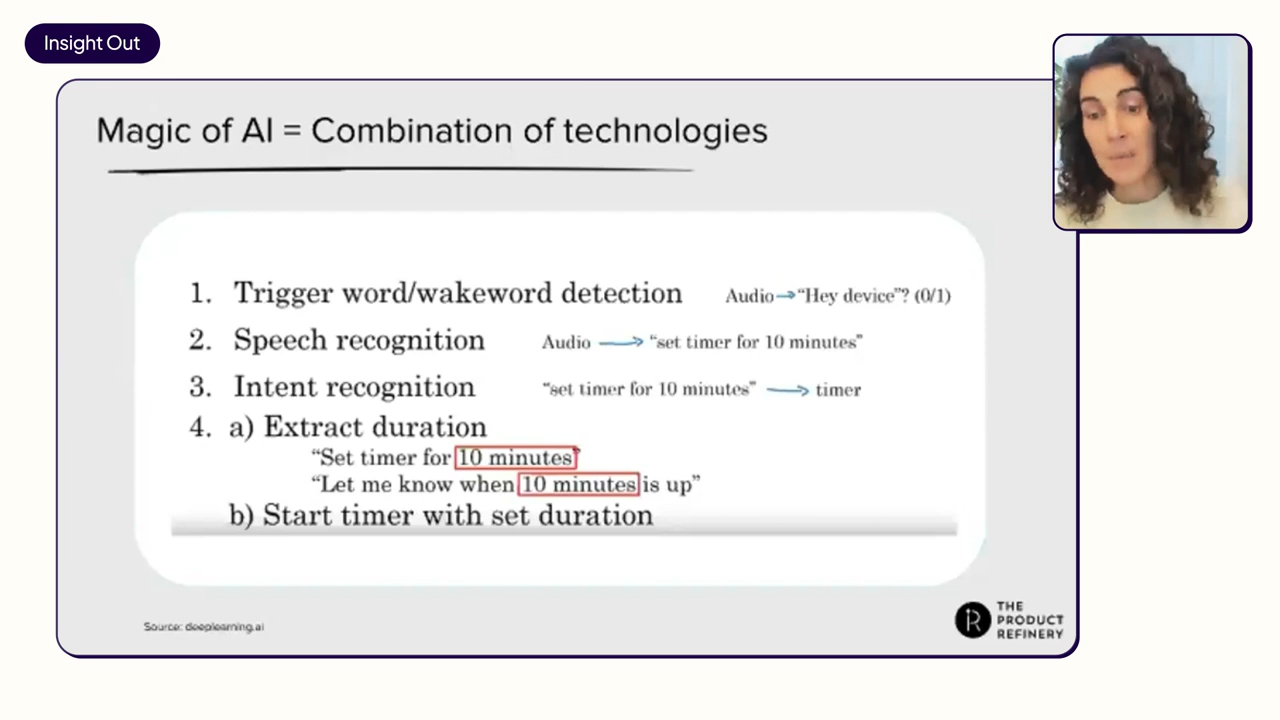 Insight Out
Magic of AI = Combination of technologies
1. Trigger word/wakeword detection Audio→“Hey device”? (0/1)
2. Speech recognition Audio → “set timer for 10 minutes”
3. Intent recognition “set timer for 10 minutes” → timer
4. a) Extract duration
“Set timer for 10 minutes”
“Let me know when 10 minutes is up”
b) Start timer with set duration
Source: deeplearning.ai
THE
PRODUCT
REFINERY